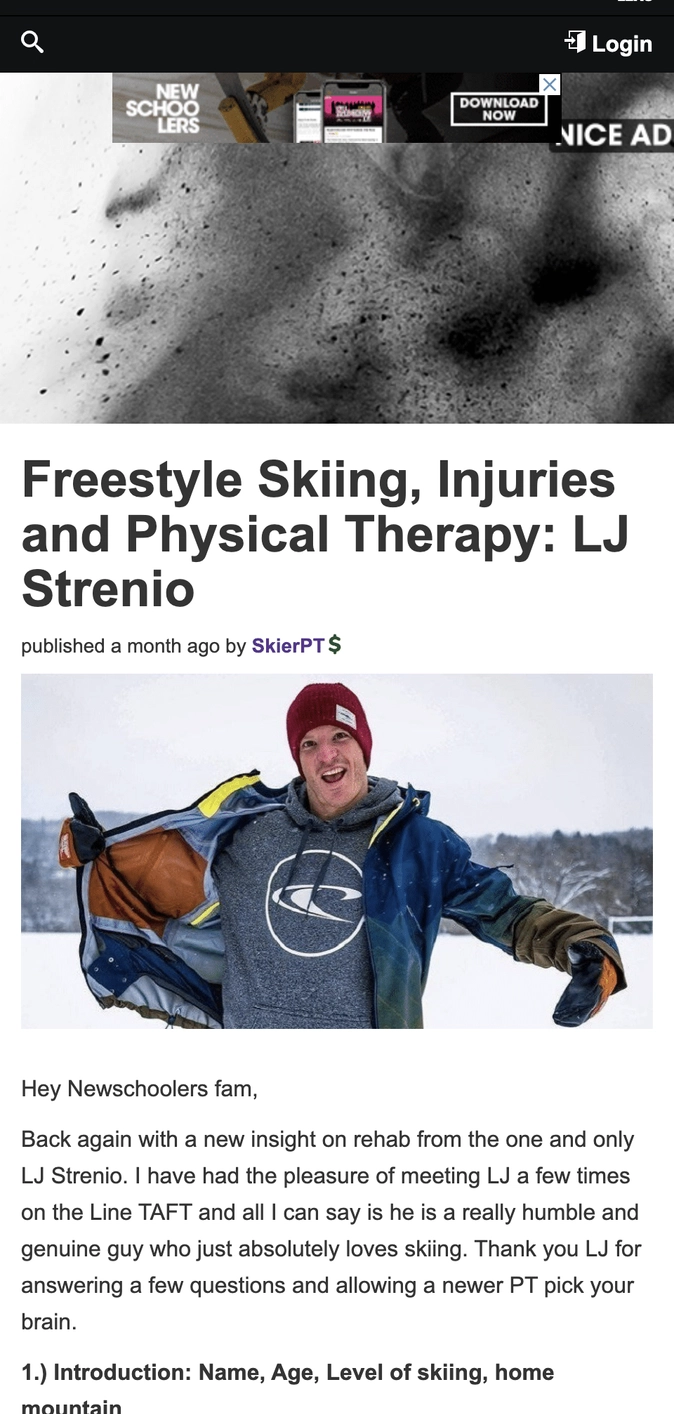 Login
NEW
SCHOO
LERS
DOWNLOAD
NOW
NICE AD
Freestyle Skiing, Injuries
and Physical Therapy: LJ
Strenio
published a month ago by SkierPT $
Hey Newschoolers fam,
Back again with a new insight on rehab from the one and only
LJ Strenio. I have had the pleasure of meeting LJ a few times
on the Line TAFT and all I can say is he is a really humble and
genuine guy who just absolutely loves skiing. Thank you LJ for
answering a few questions and allowing a newer PT pick your
brain.
1.) Introduction: Name, Age, Level of skiing, home
mountain